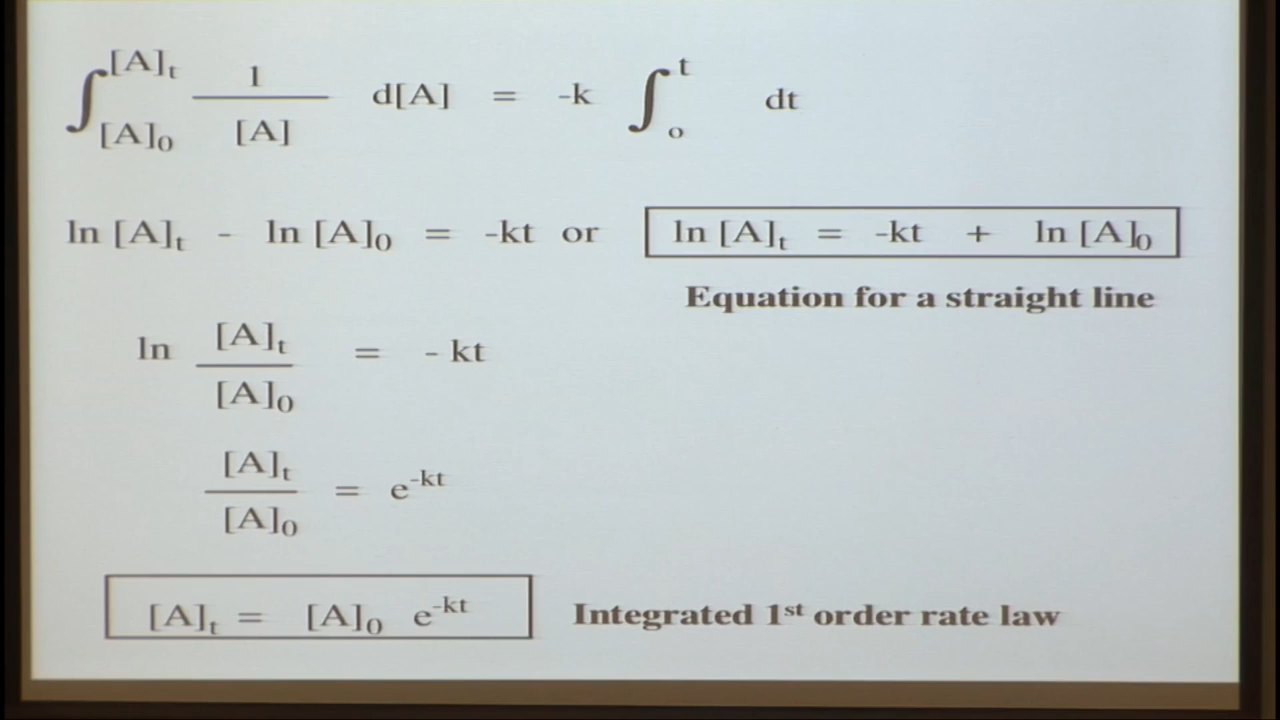 ∫[A]₀^[A]t 1/[A] d[A] = -k ∫o^t dt
ln [A]t - ln [A]0 = -kt or ln [A]t = -kt + ln [A]0
Equation for a straight line
ln [A]t/[A]0 = - kt
[A]t/[A]0 = e^-kt
[A]t = [A]0 e^-kt Integrated 1st order rate law